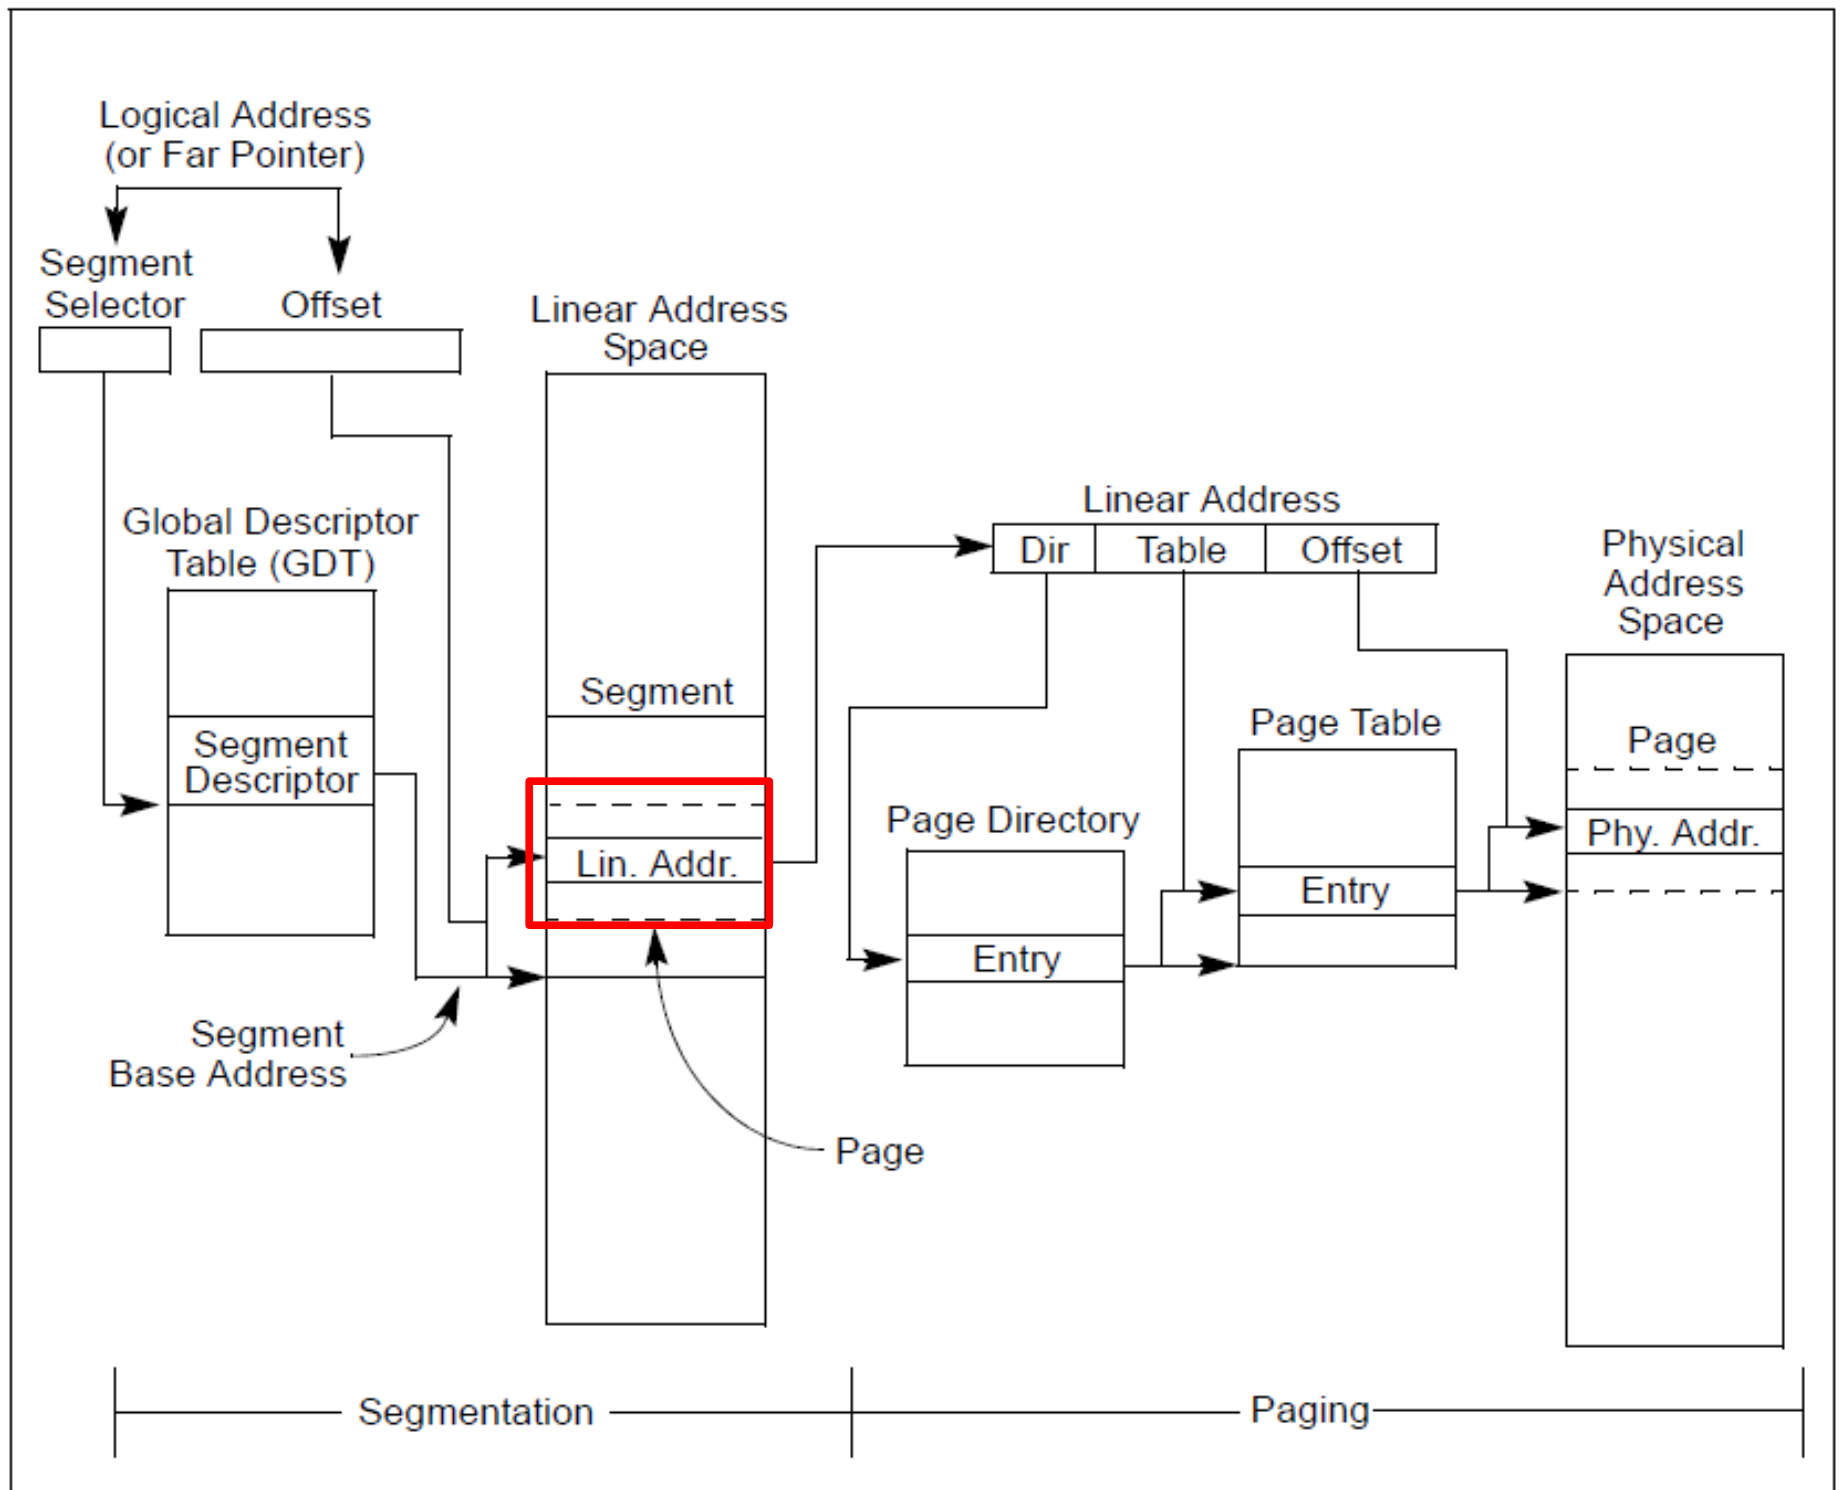 Logical Address
(or Far Pointer)
Segment
Selector
Offset
Linear Address
Space
Global Descriptor
Table (GDT)
Linear Address
Dir
Table
Offset
Physical
Address
Space
Segment
Segment
Descriptor
Page Table
Page
Lin. Addr.
Page Directory
Phy. Addr.
Entry
Entry
Segment
Base Address
Page
Segmentation
Paging